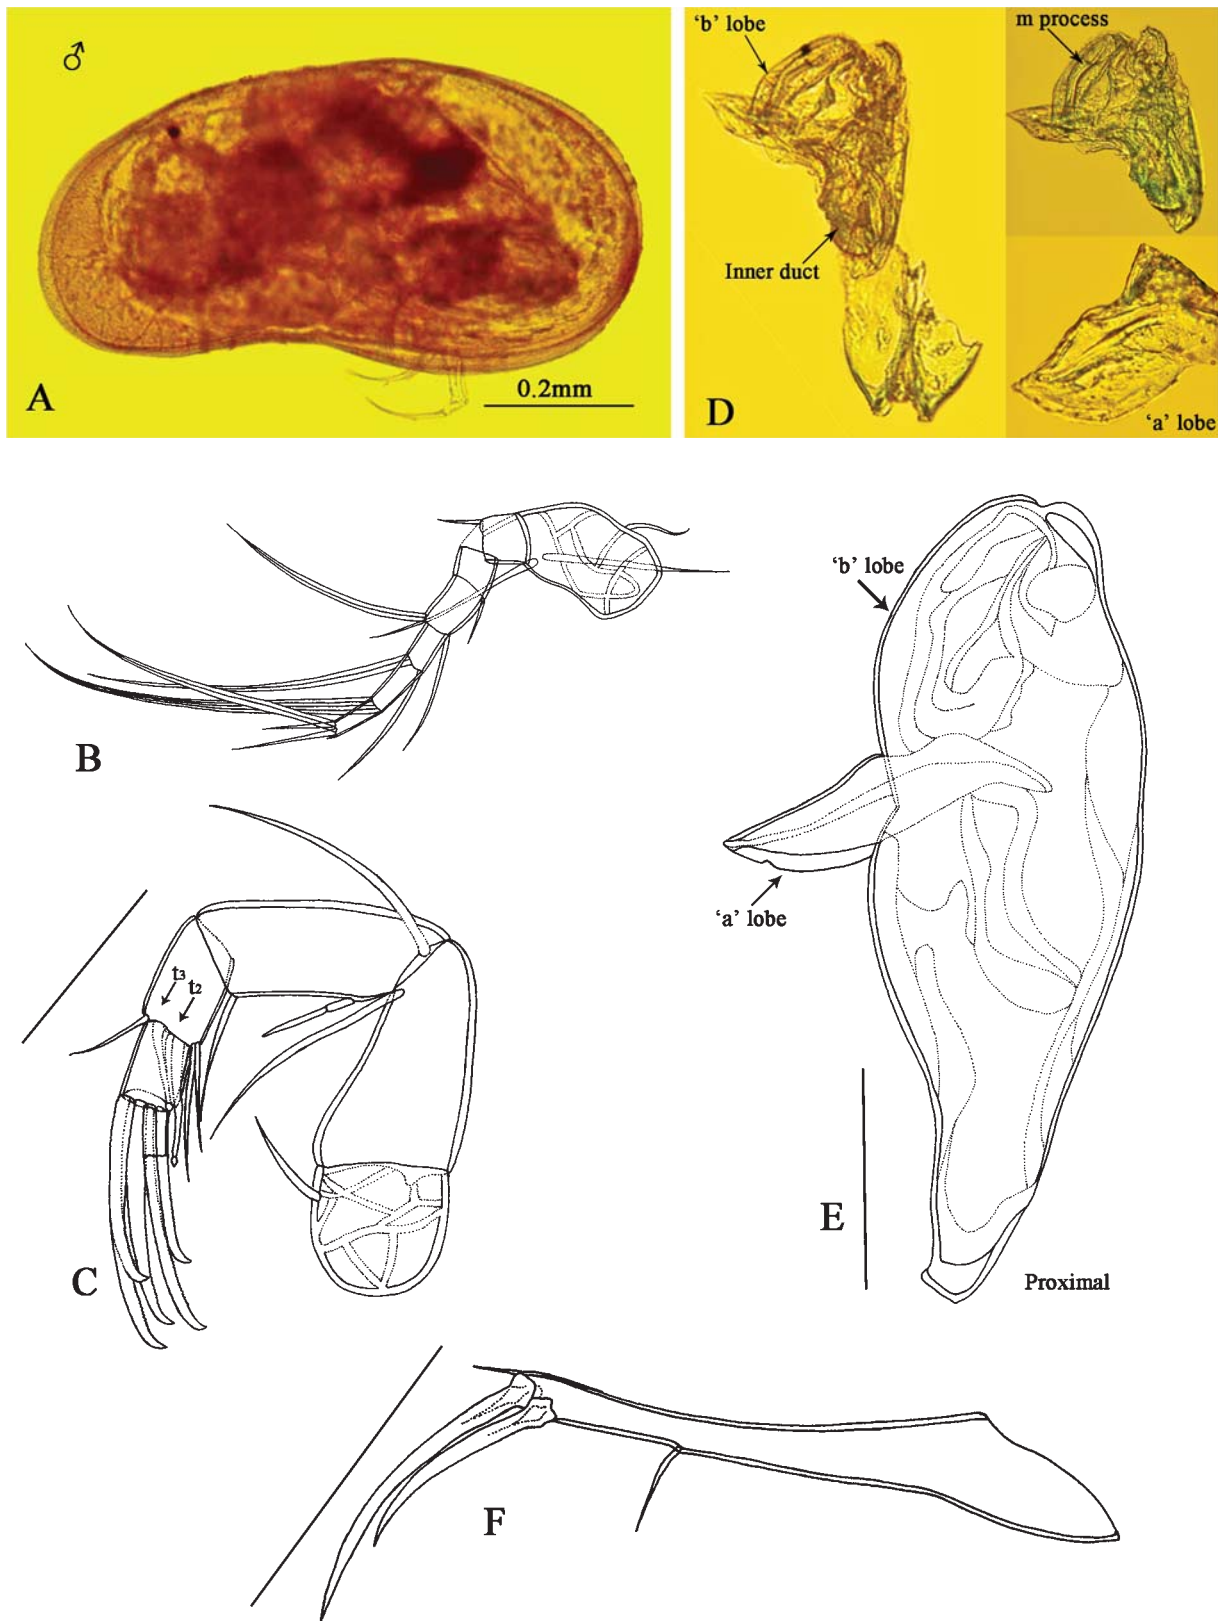 ♂
A
0.2mm
'b' lobe
m process
Inner duct
D
'a' lobe
B
'b' lobe
'a' lobe
t3
t2
C
E
Proximal
F